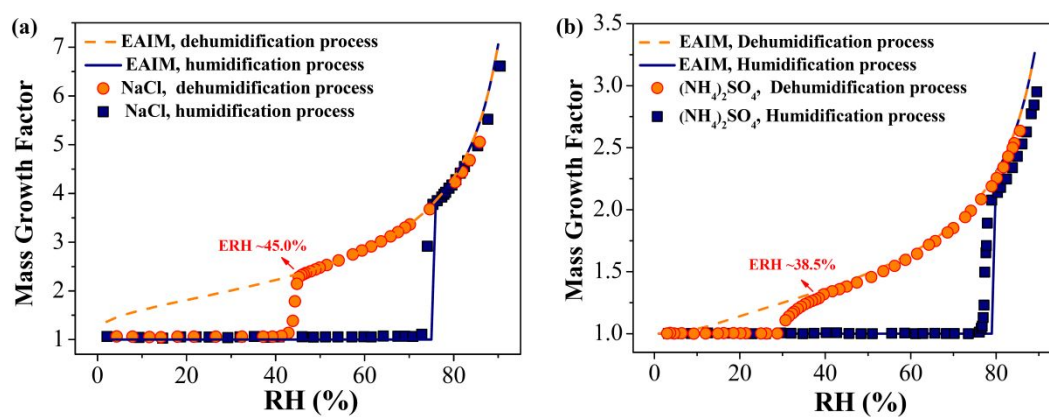 (a)
EAIM, dehumidification process
EAIM, humidification process
NaCl, dehumidification process
NaCl, humidification process
ERH ~45.0%
Mass Growth Factor
7
6
5
4
3
2
1
0
20
40
60
80
100
RH (%)
(b)
EAIM, Dehumidification process
EAIM, Humidification process
(NH₄)₂SO₄, Dehumidification process
(NH₄)₂SO₄, Humidification process
ERH ~38.5%
Mass Growth Factor
3.5
3.0
2.5
2.0
1.5
1.0
0
20
40
60
80
100
RH (%)